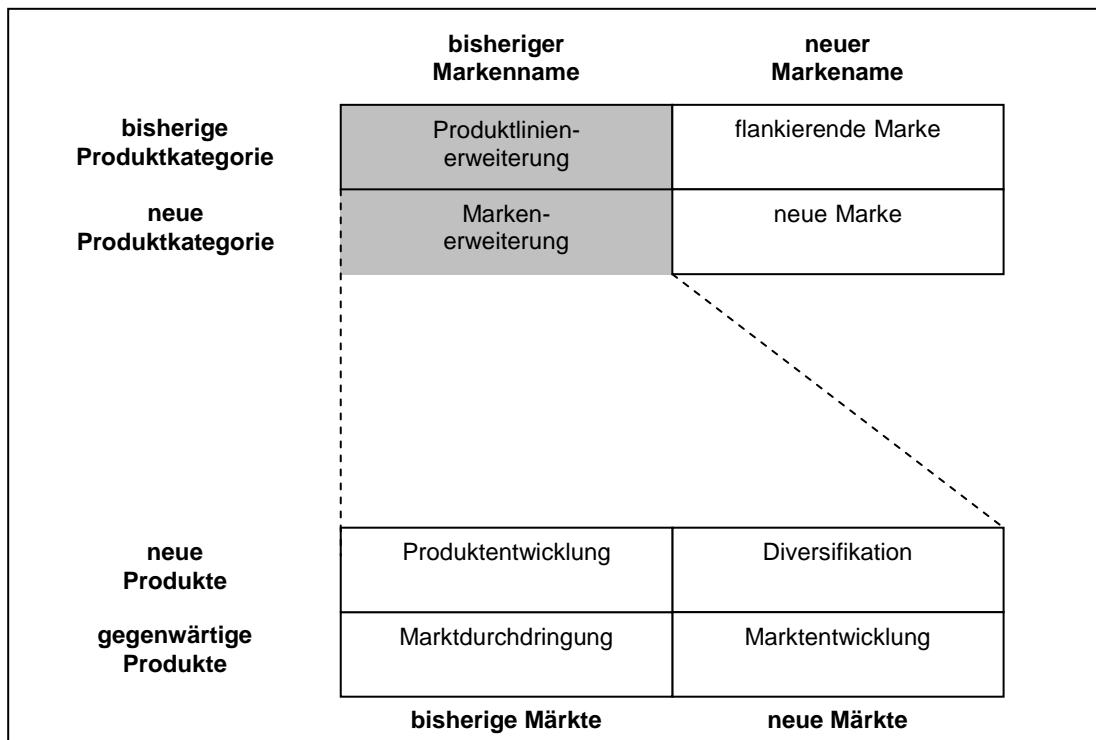 bisheriger
Markenname
neuer
Markename
bisherige
Produktkategorie
Produktlinien-
erweiterung
flankierende Marke
neue
Produktkategorie
Marken-
erweiterung
neue Marke
neue
Produkte
Produktentwicklung
Diversifikation
gegenwärtige
Produkte
Marktdurchdringung
Marktentwicklung
bisherige Märkte
neue Märkte